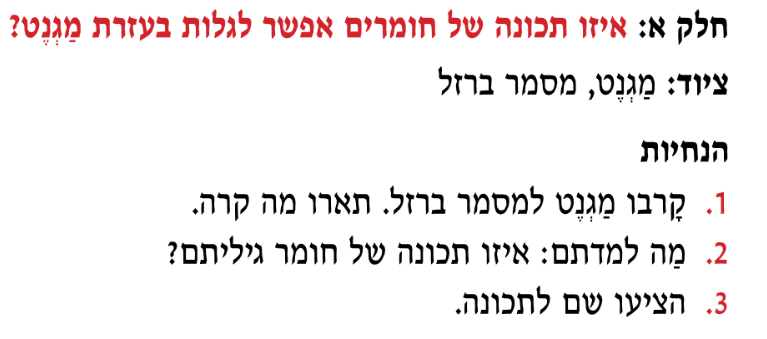 חלק א: איזו תכונה של חומרים אפשר לגלות בעזרת מַגְנֶט?
ציוד: מַגְנֶט, מסמר ברזל
הנחיות
1. קָרבו מַגְנֶט למסמר ברזל. תארו מה קרה.
2. מַה למדתם: איזו תכונה של חומר גיליתם?
3. הציעו שם לתכונה.